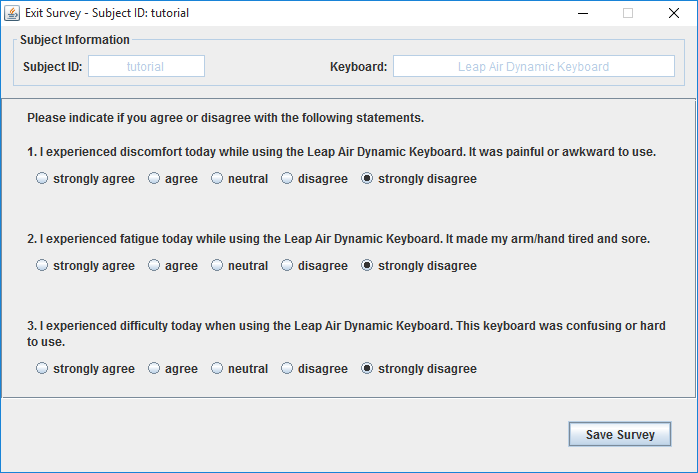 Exit Survey - Subject ID: tutorial
Subject Information
Subject ID: tutorial Keyboard: Leap Air Dynamic Keyboard
Please indicate if you agree or disagree with the following statements.
1. I experienced discomfort today while using the Leap Air Dynamic Keyboard. It was painful or awkward to use.
strongly agree agree neutral disagree strongly disagree
2. I experienced fatigue today while using the Leap Air Dynamic Keyboard. It made my arm/hand tired and sore.
strongly agree agree neutral disagree strongly disagree
3. I experienced difficulty today when using the Leap Air Dynamic Keyboard. This keyboard was confusing or hard
to use.
strongly agree agree neutral disagree strongly disagree
Save Survey